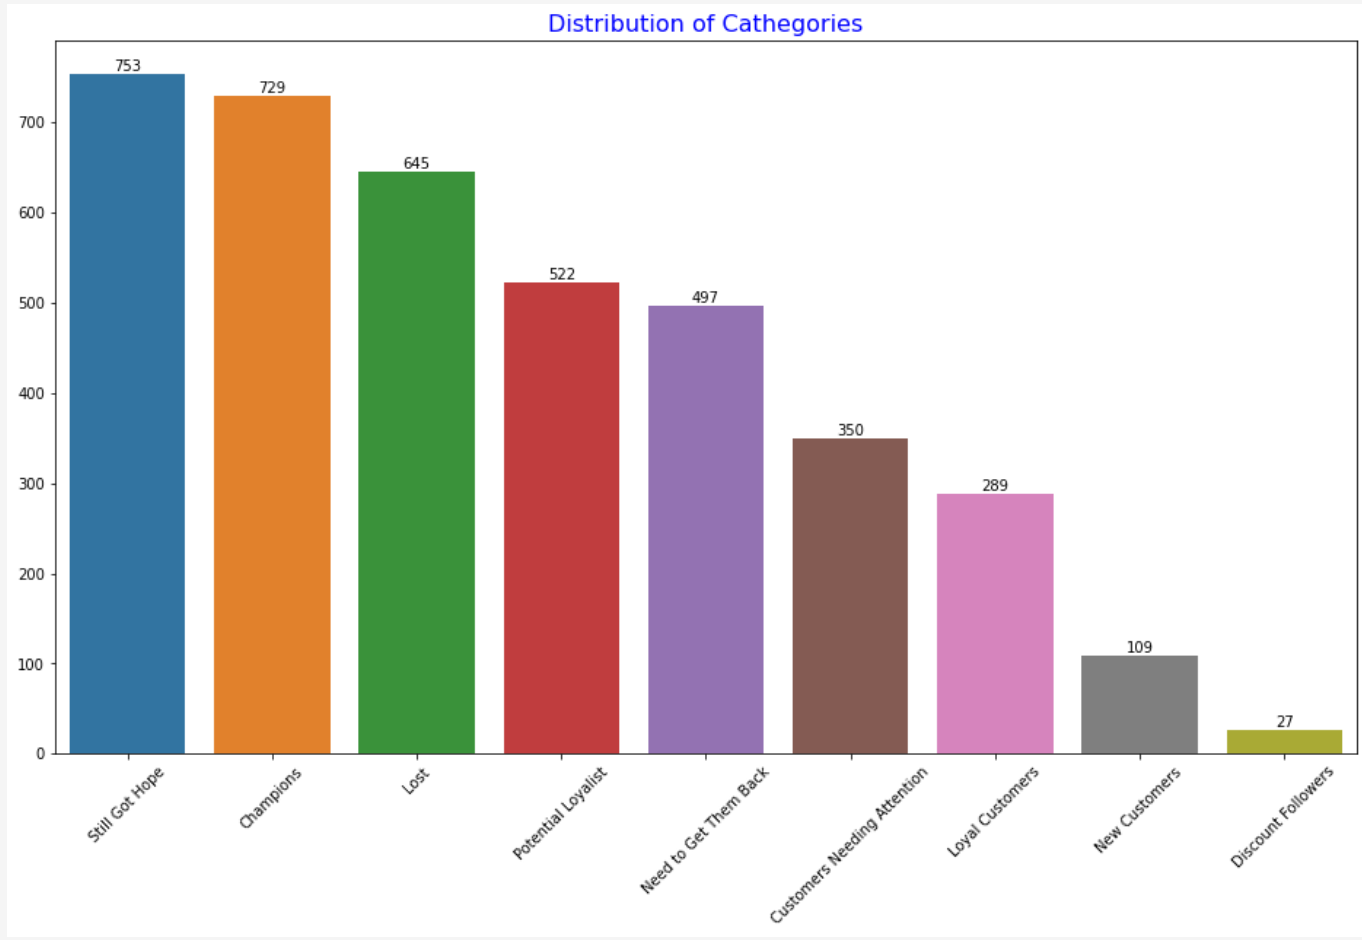 Distribution of Cathegories
753
729
645
522
497
350
289
109
27
700
600
500
400
300
200
100
0
Still Got Hope
Champions
Lost
Potential Loyalist
Need to Get Them Back
Customers Needing Attention
Loyal Customers
New Customers
Discount Followers